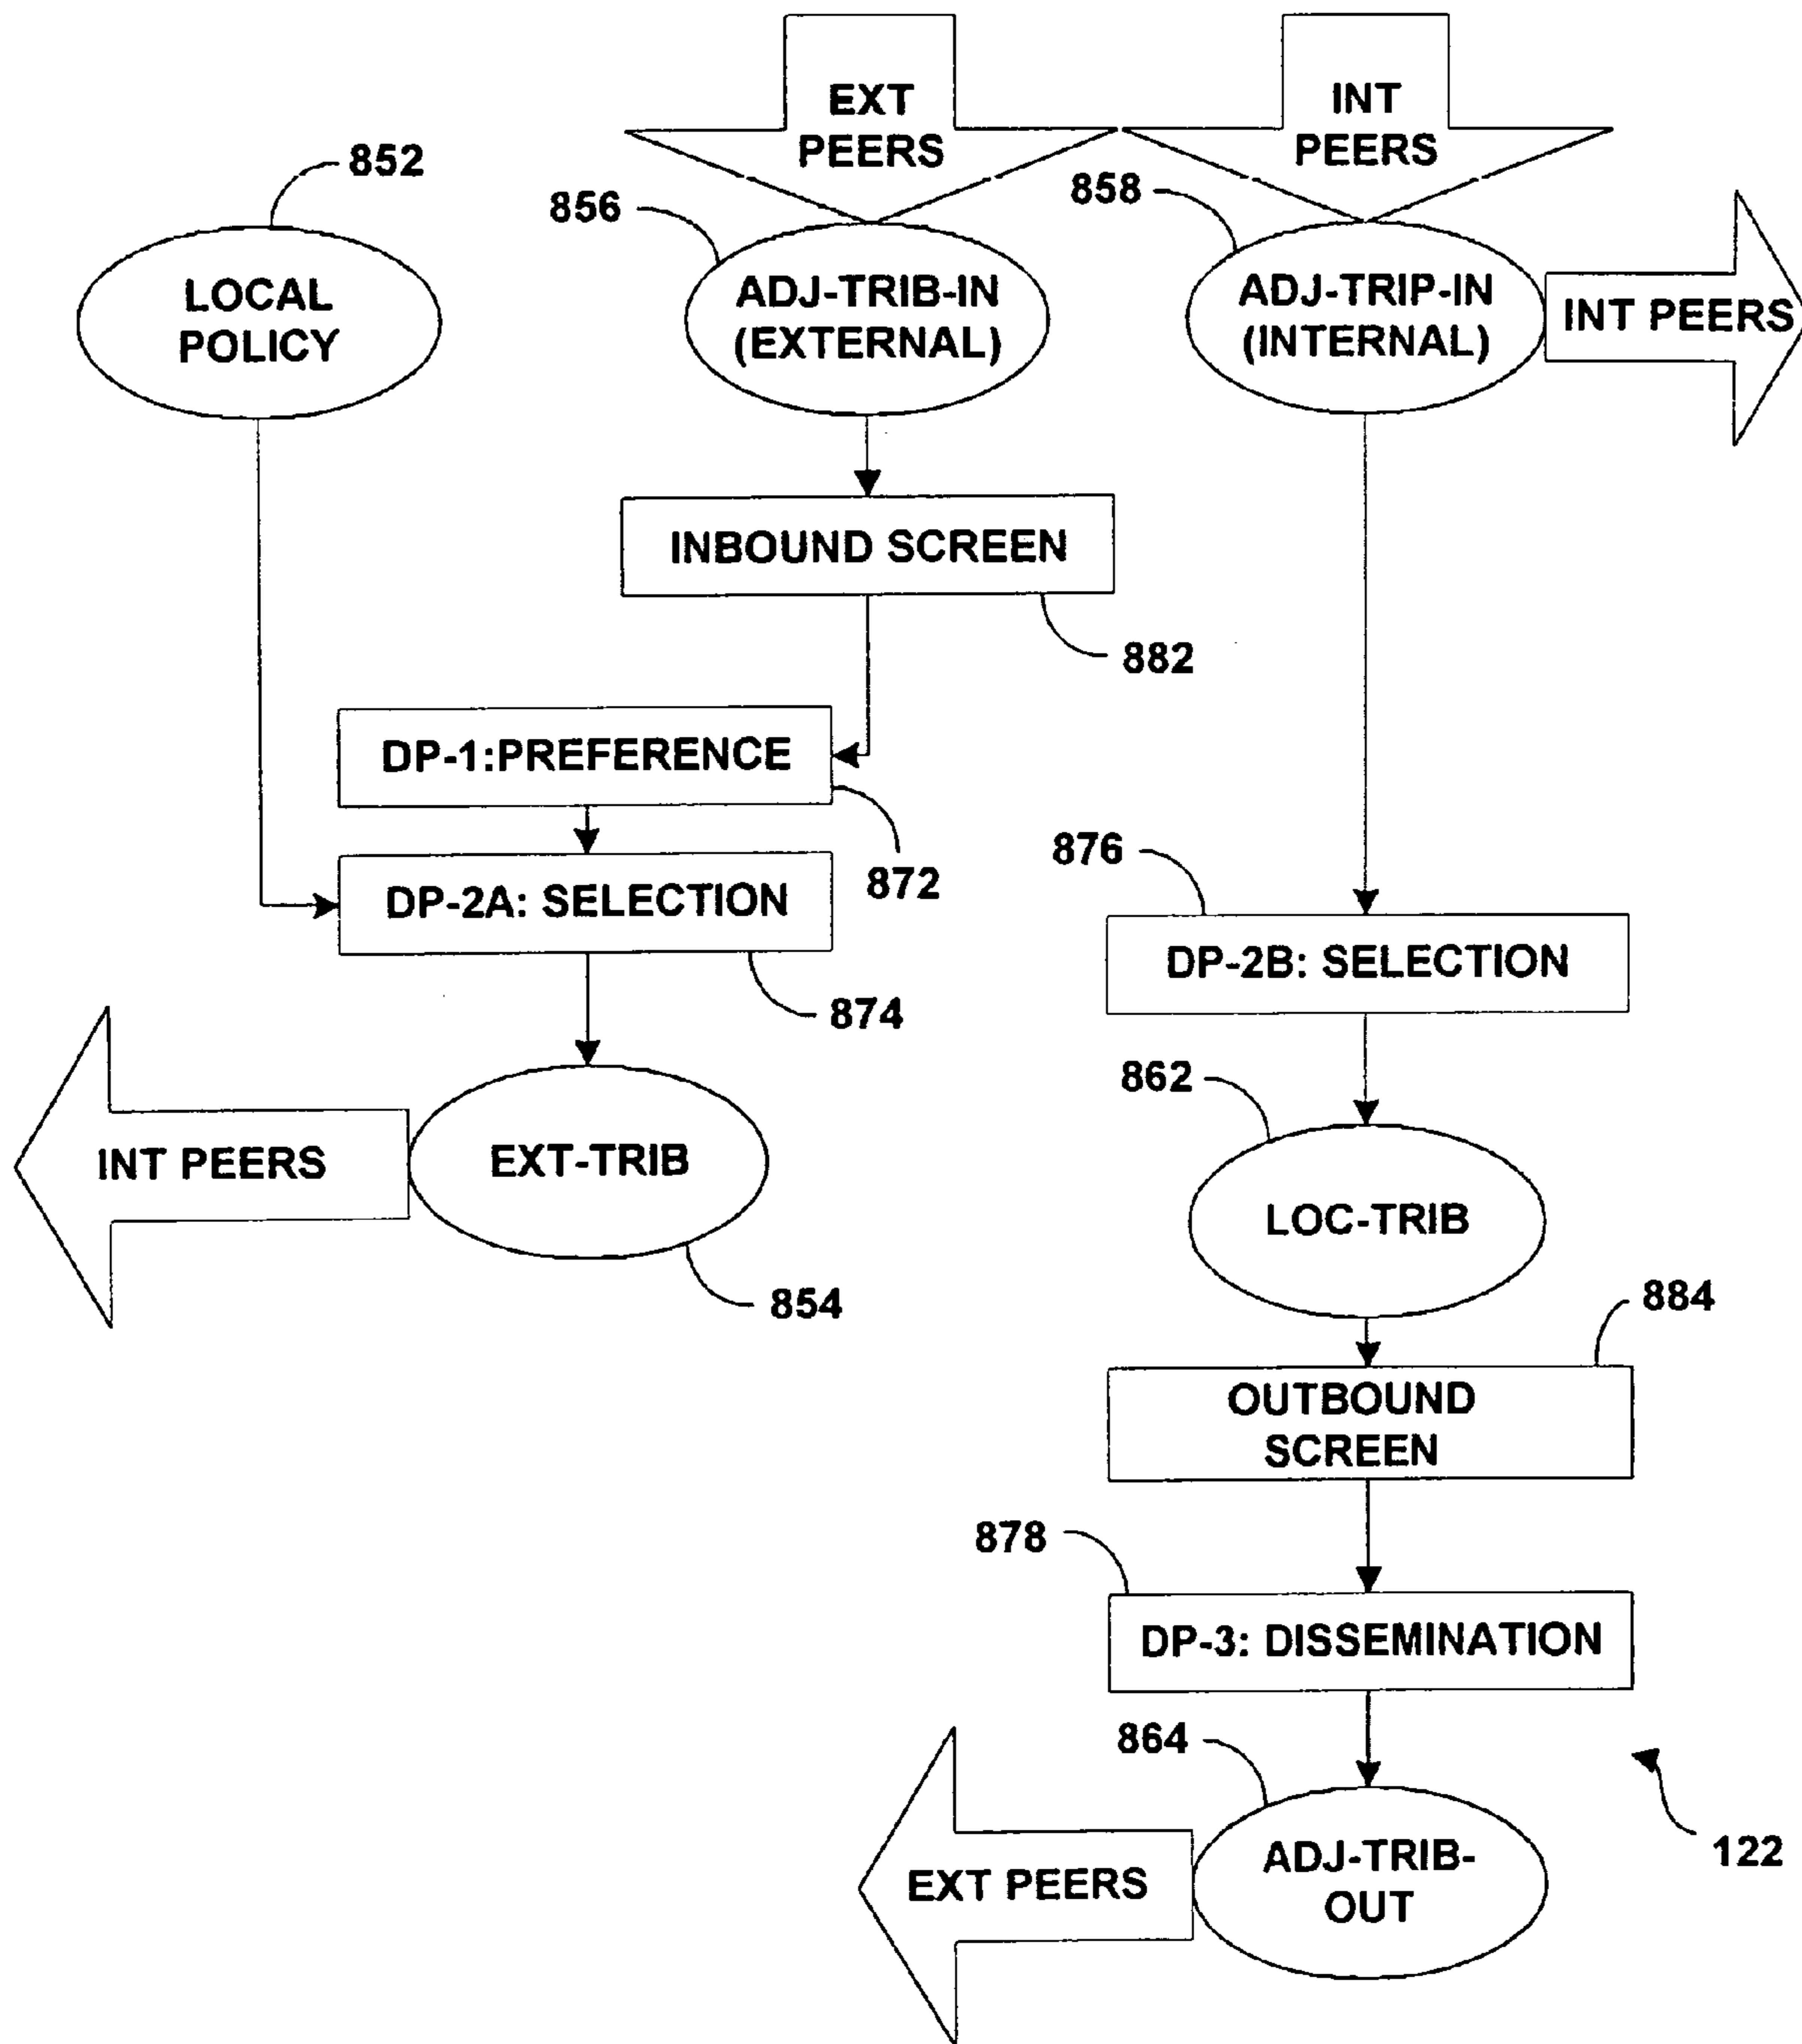 EXT
PEERS
INT
PEERS
852
856
858
LOCAL
POLICY
ADJ-TRIB-IN
(EXTERNAL)
ADJ-TRIP-IN
(INTERNAL)
INT PEERS
INBOUND SCREEN
882
DP-1:PREFERENCE
872
876
DP-2A: SELECTION
874
DP-2B: SELECTION
862
INT PEERS
EXT-TRIB
854
LOC-TRIB
884
OUTBOUND
SCREEN
878
DP-3: DISSEMINATION
864
122
EXT PEERS
ADJ-TRIB-
OUT